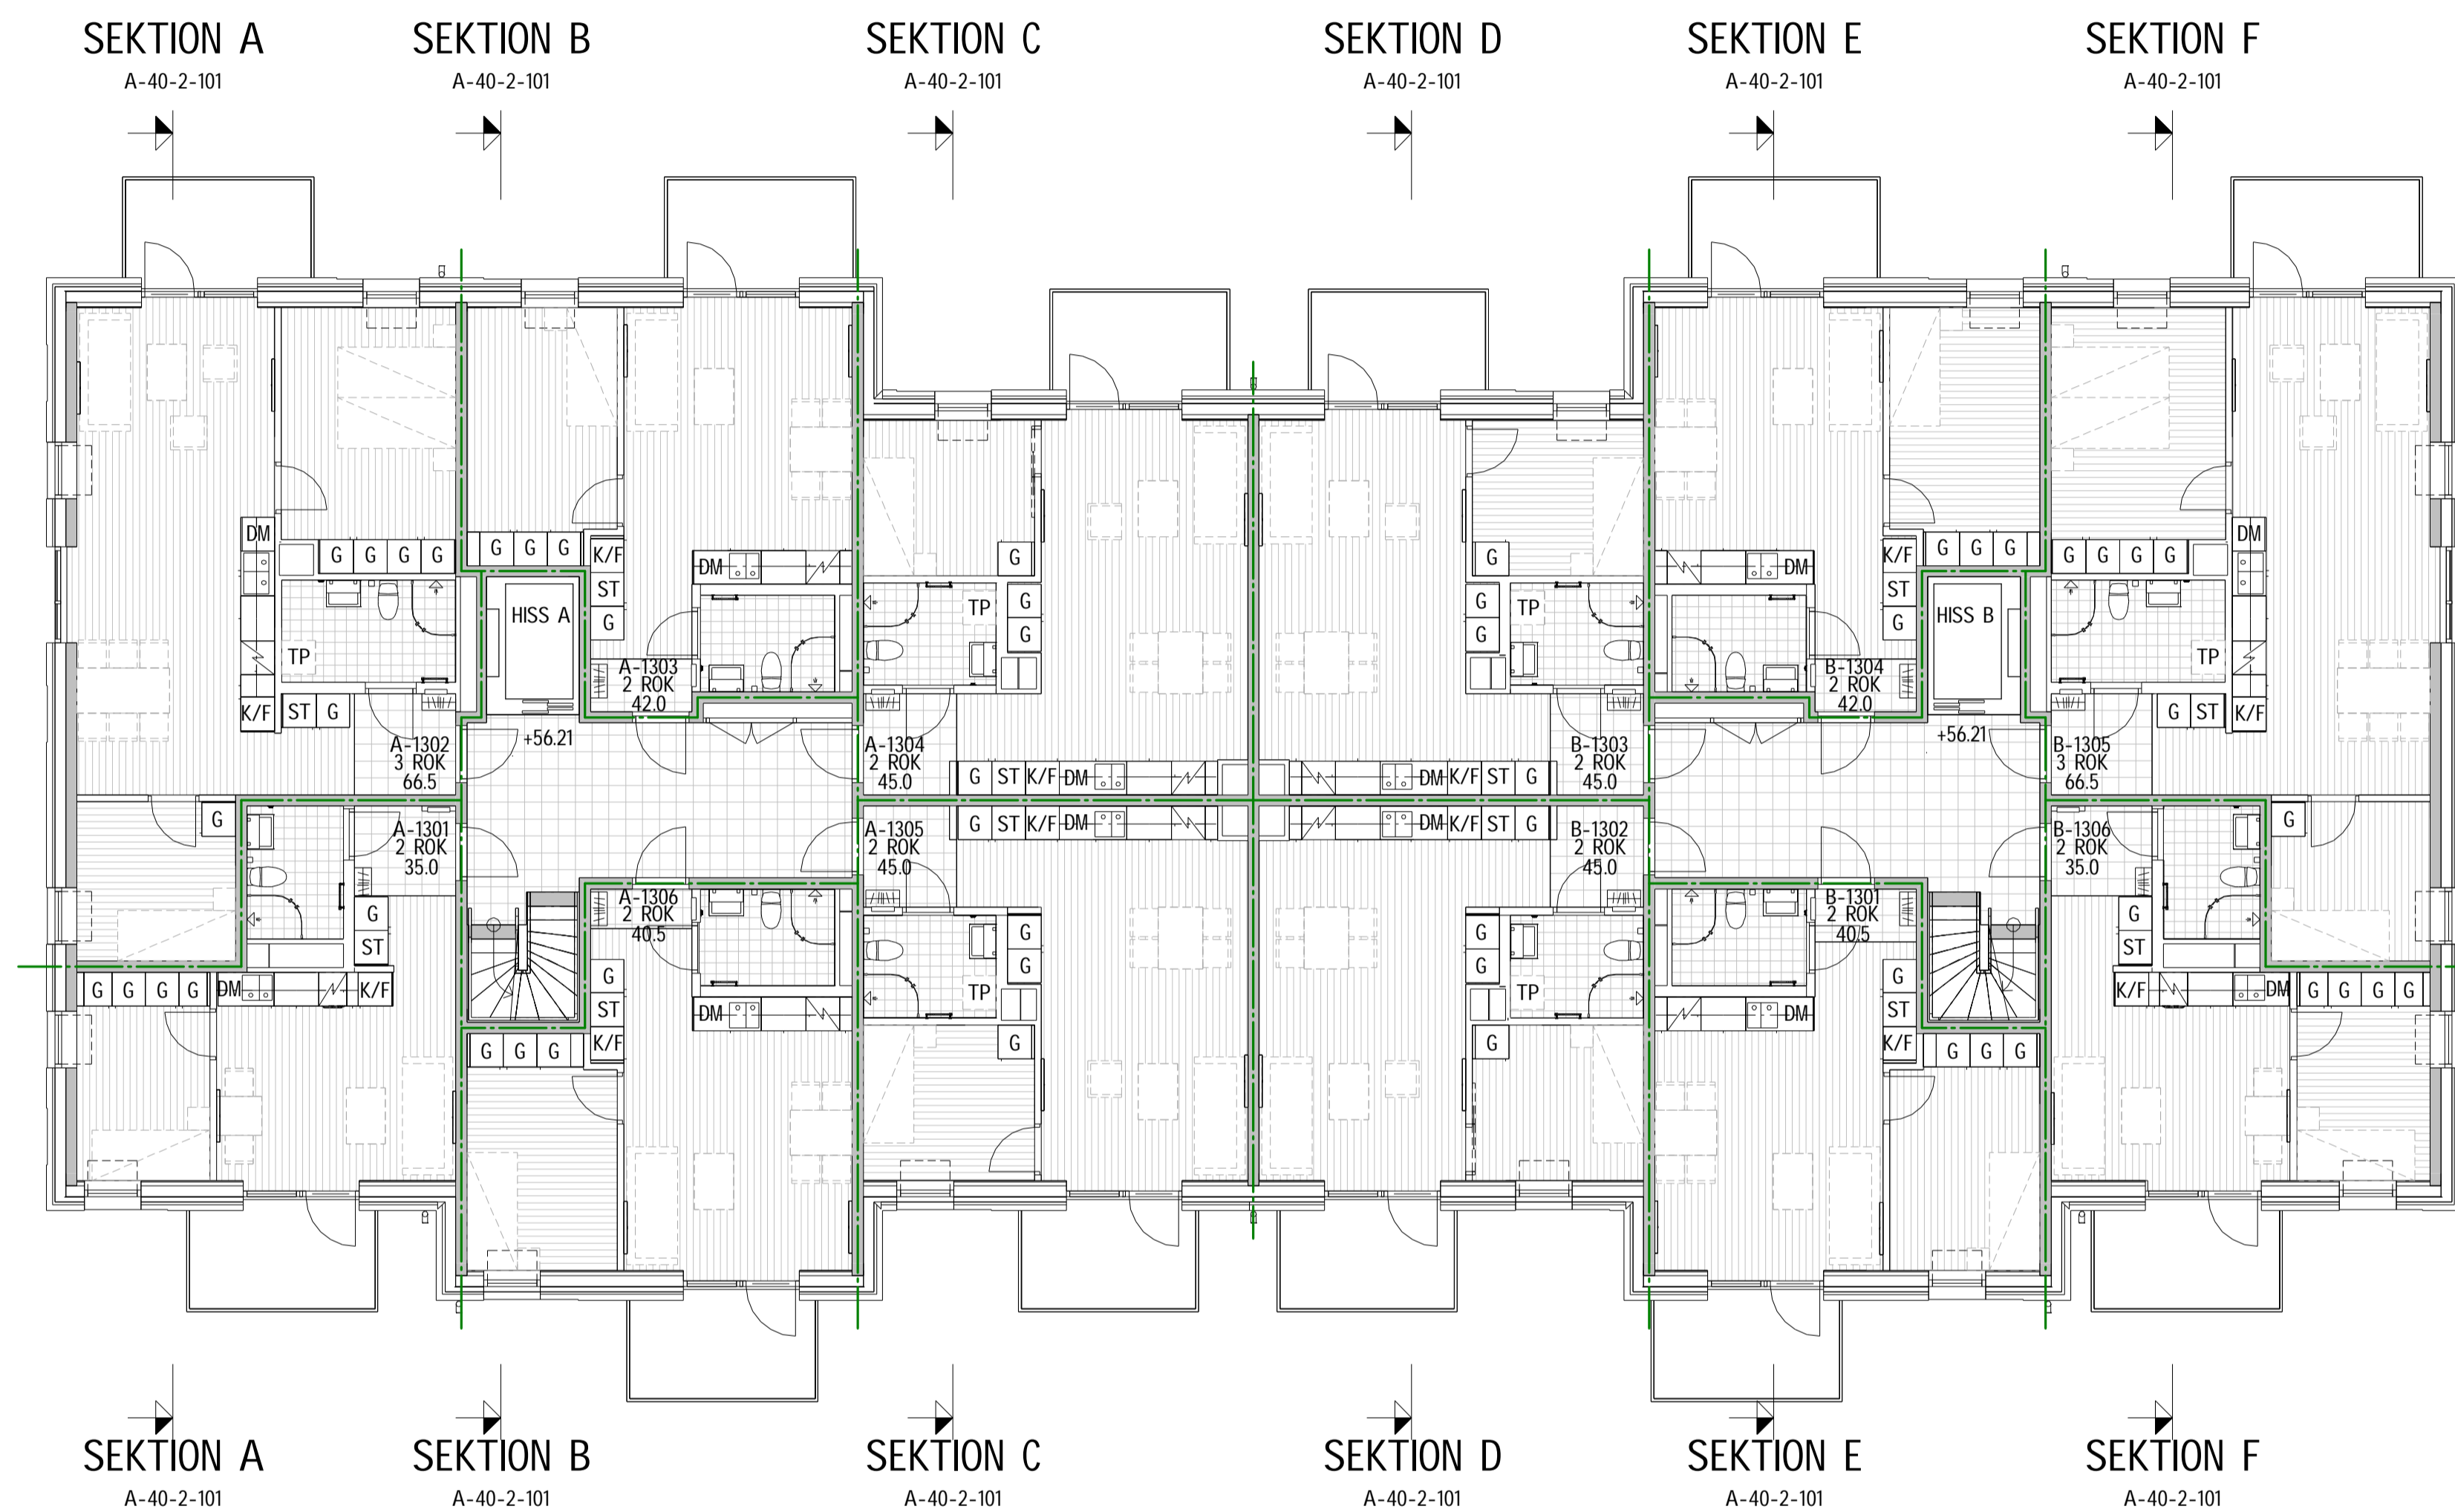 SEKTION A
A-40-2-101
SEKTION B
A-40-2-101
SEKTION C
A-40-2-101
SEKTION D
A-40-2-101
SEKTION E
A-40-2-101
SEKTION F
A-40-2-101
DM
G G G G
G G G
K/F
ST
G
DM
HISS A
TP
K/F
ST G
A-1302
3 ROK
66.5
A-1303
2 ROK
42.0
+56.21
G
TP
G
G
A-1304
2 ROK
45.0
G ST K/F DM
G
G
G
TP
B-1303
2 ROK
45.0
DM K/F ST G
DM
K/F
ST
G
G G G
HISS B
B-1304
2 ROK
42.0
+56.21
G G G G
DM
TP
G ST
K/F
B-1305
3 ROK
66.5
G
A-1301
2 ROK
35.0
G
ST
G G G G
DM
K/F
A-1306
2 ROK
40.5
G
ST
K/F
G G G
DM
A-1305
2 ROK
45.0
G ST K/F DM
G
G
TP
G
DM K/F ST G
B-1302
2 ROK
45.0
G
G
TP
G
B-1301
2 ROK
40.5
DM
G
ST
K/F
G G G
B-1306
2 ROK
35.0
G
G
ST
K/F
DM
G G G G
SEKTION A
A-40-2-101
SEKTION B
A-40-2-101
SEKTION C
A-40-2-101
SEKTION D
A-40-2-101
SEKTION E
A-40-2-101
SEKTION F
A-40-2-101